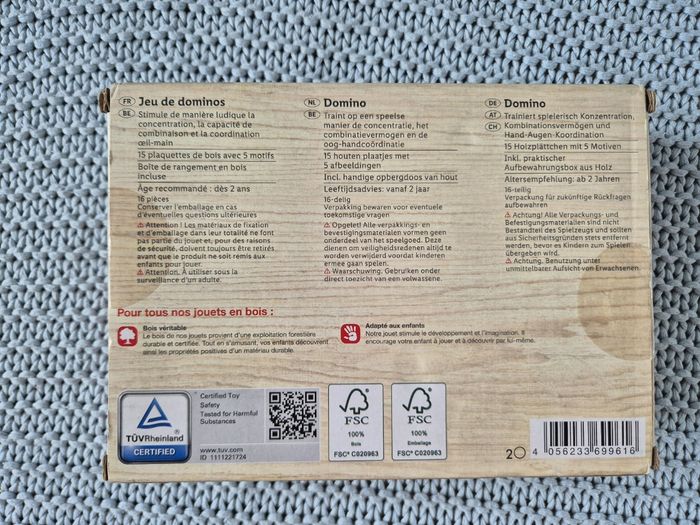 FR Jeu de dominos
BE Stimule de manière ludique la
concentration, la capacité de
combinaison et la coordination
œil-main
15 plaquettes de bois avec 5 motifs
Boîte de rangement en bois
incluse
Âge recommandé : dès 2 ans
16 pièces
Conserver l'emballage en cas
d'éventuelles questions ultérieures
Attention ! Les matériaux de fixation
et d'emballage dans leur totalité ne font
pas partie du jouet et, pour des raisons
de sécurité, doivent toujours être retirés
avant que le produit ne soit remis aux
enfants pour jouer.
Attention. À utiliser sous la
surveillance d'un adulte.
NL Domino
BE Traint op een speelse
manier de concentratie, het
combinatievermogen en de
oog-handcoördinatie
15 houten plaatjes met
5 afbeeldingen
Incl. handige opbergdoos van hout
Leeftijdsadvies: vanaf 2 jaar
16-delig
Verpakking bewaren voor eventuele
toekomstige vragen
Opgelet! Alle verpakkings- en
bevestigingsmaterialen vormen geen
onderdeel van het speelgoed. Deze
dienen om veiligheidsredenen altijd te
worden verwijderd, voordat kinderen
ermee gaan spelen.
Waarschuwing. Gebruiken onder
direct toezicht van een volwassene.
DE Domino
AT Trainiert spielerisch Konzentration,
CH Kombinationsvermögen und
Hand-Augen-Koordination
15 Holzplättchen mit 5 Motiven
Inkl. praktischer
Aufbewahrungsbox aus Holz
Altersempfehlung: ab 2 Jahren
16-teilig
Verpackung für zukünftige Rückfragen
aufbewahren
Achtung! Alle Verpackungs- und
Befestigungsmaterialien sind nicht
Bestandteil des Spielzeugs und sollten
aus Sicherheitsgründen stets entfernt
werden, bevor es Kindern zum Spielen
übergeben wird.
Achtung. Benutzung unter
unmittelbarer Aufsicht von Erwachsenen.
Pour tous nos jouets en bois :
Bois véritable
Le bois de nos jouets provient d'une exploitation forestière
durable et certifiée. Tout en s'amusant, vos enfants découvrent
ainsi les propriétés positives d'un matériau durable.
Adapté aux enfants
Notre jouet stimule le développement et l'imagination. Il
encourage votre enfant à jouer et à découvrir par lui-même.
TÜVRheinland
CERTIFIED
Certified Toy
Safety
Tested for Harmful
Substances
www.tuv.com
ID 1111221724
FSC
100%
Bois
FSC® C020963
FSC
100%
Emballage
FSC® C020963
2
4 056233 699616